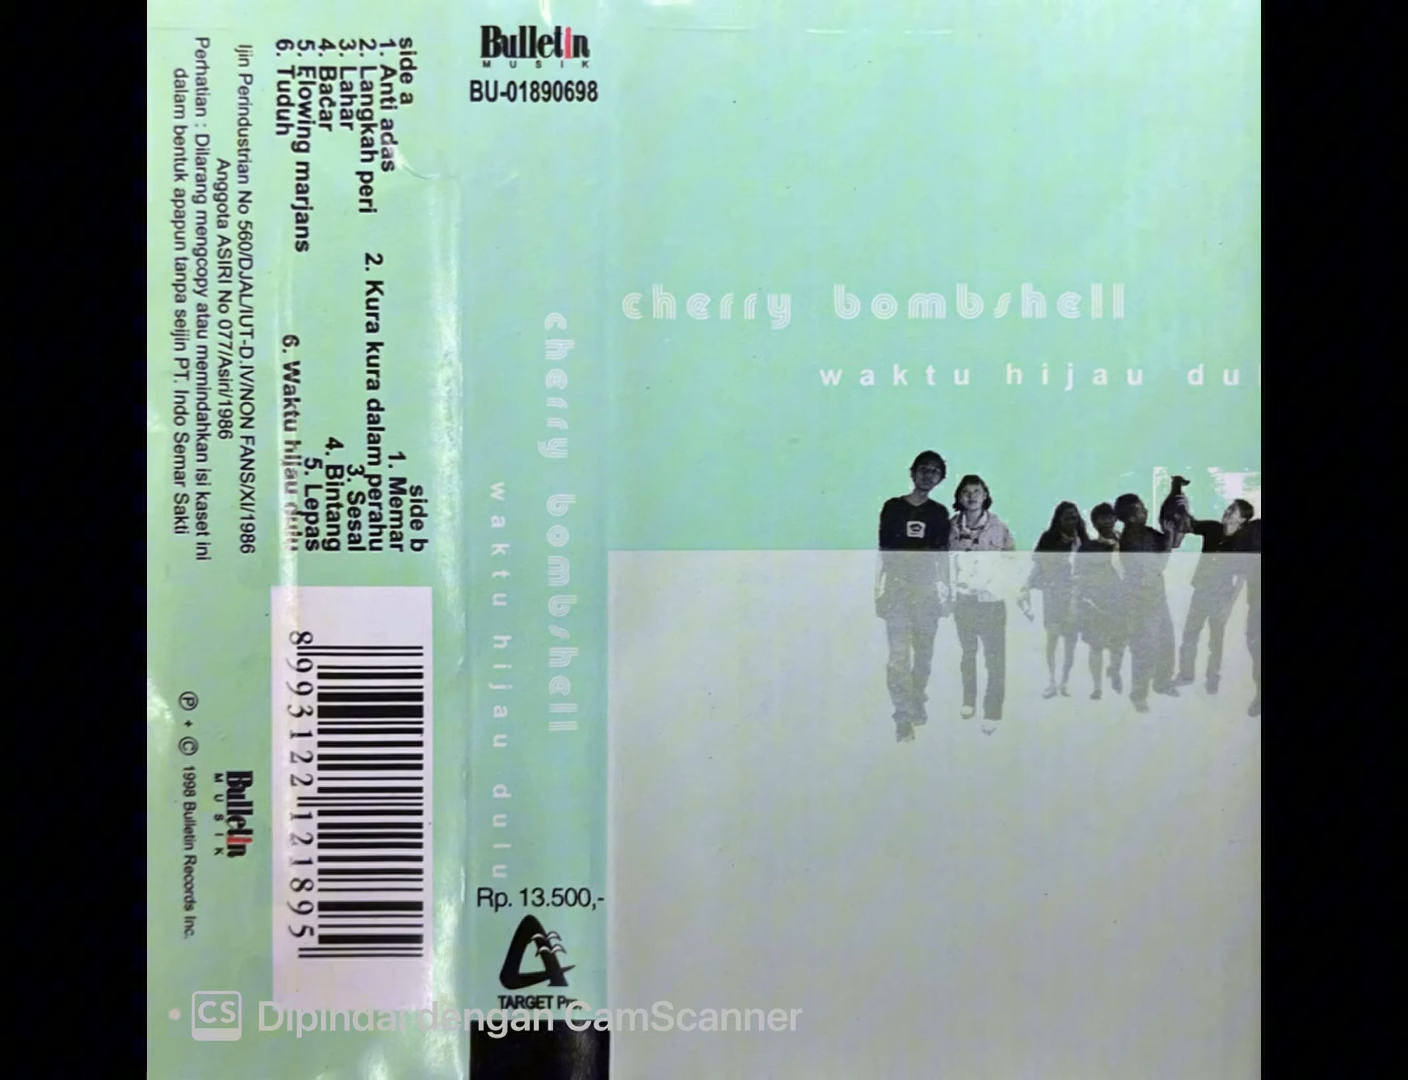 side a
1. Anti adas
2. Langkah peri
3. Lahar
4. Bacar
5. Flowing marjans
6. Tuduh
side b
1. Memar
2. Kura kura dalam perahu
3. Sesal
4. Bintang
5. Lepas
6. Waktu hijau dulu
Ijin Perindustrian No 560/DJAL/IUT-D.IV/NON FANS/XI/1986
Anggota ASIRI No 077/Asiri/1986
Perhatian : Dilarang mengcopy atau memindahkan isi kaset ini
dalam bentuk apapun tanpa seijin PT. Indo Semar Sakti
8 993122 121895
Bulletin
MUSIK
℗ + © 1998 Bulletin Records Inc.
Bulletin
MUSIK
BU-01890698
cherry bombshell
waktu hijau dulu
Rp. 13.500,-
TARGET
cherry bombshell
waktu hijau
CS Dipindai dengan CamScanner